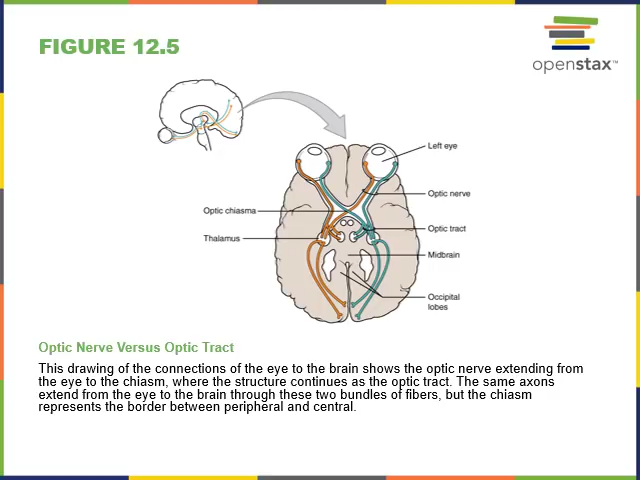 FIGURE 12.5
openstax™
Left eye
Optic nerve
Optic chiasma
Optic tract
Thalamus
Midbrain
Occipital
lobes
Optic Nerve Versus Optic Tract
This drawing of the connections of the eye to the brain shows the optic nerve extending from
the eye to the chiasm, where the structure continues as the optic tract. The same axons
extend from the eye to the brain through these two bundles of fibers, but the chiasm
represents the border between peripheral and central.